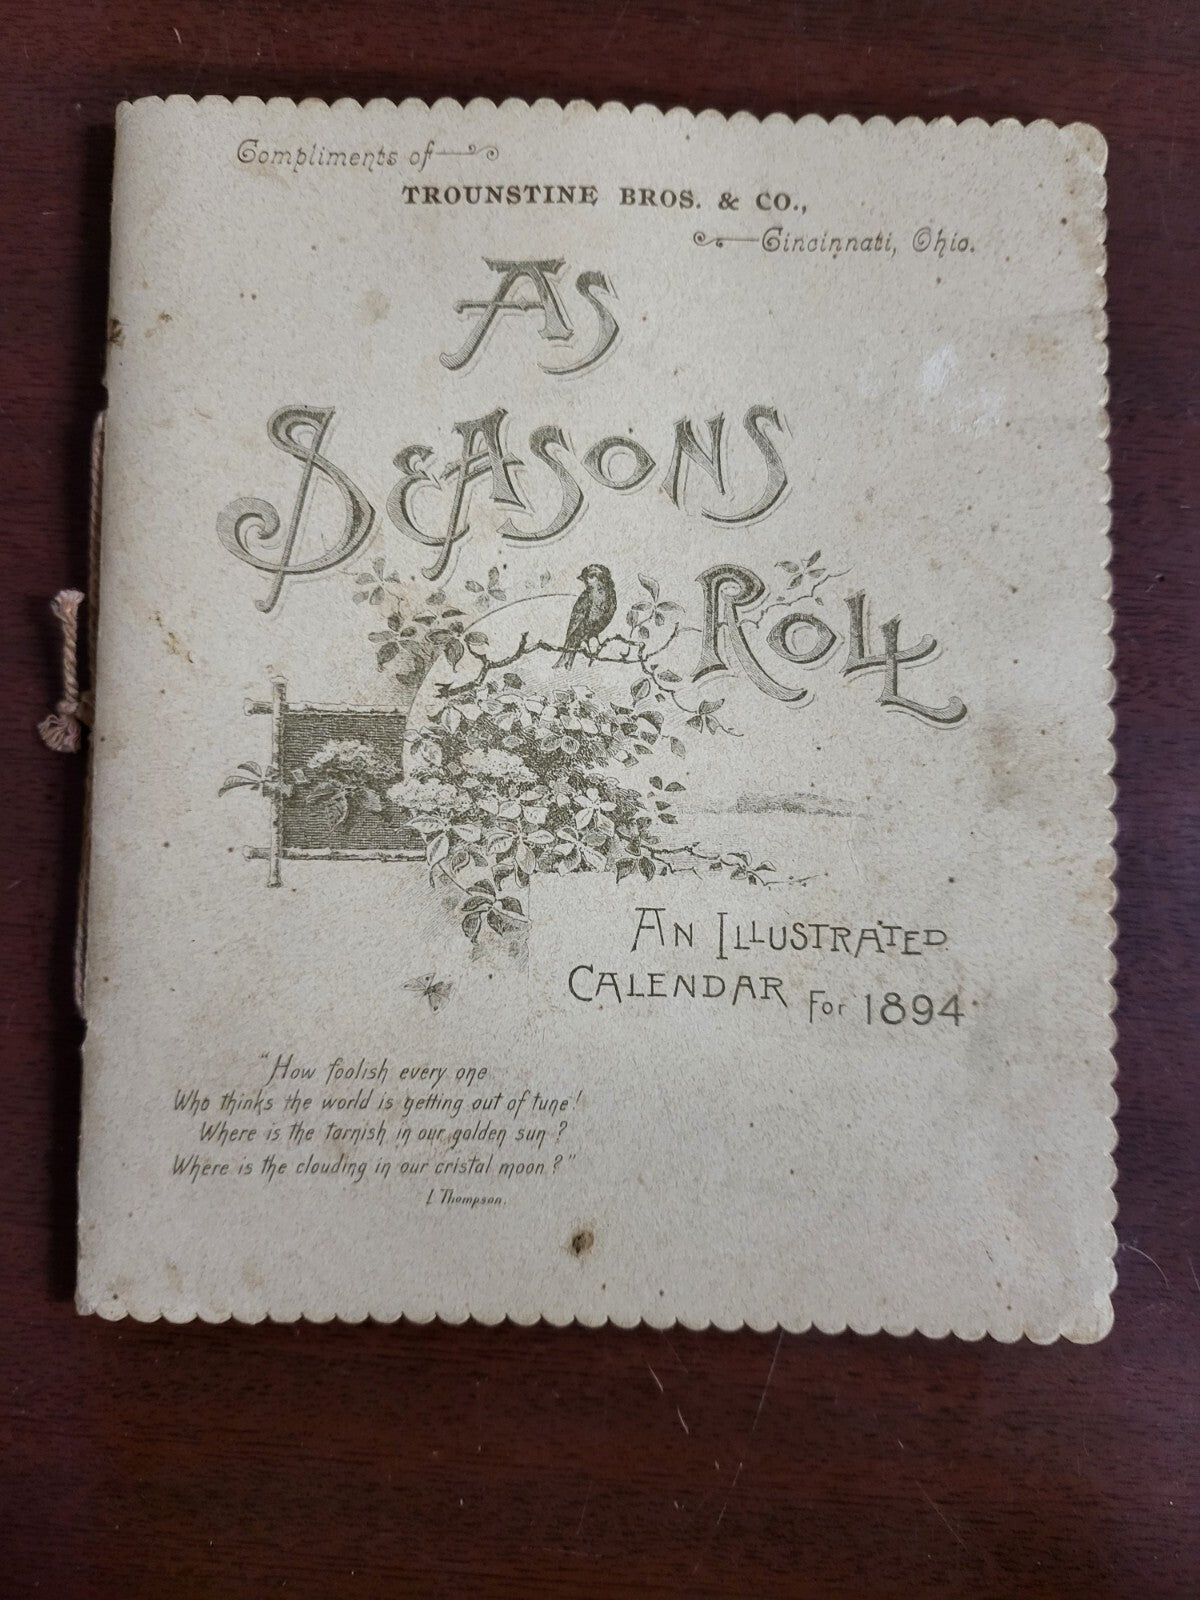 Compliments of
TROUNSTINE BROS. & CO.,
Cincinnati, Ohio.
AS
SEASONS
ROLL
AN ILLUSTRATED
CALENDAR For 1894
"How foolish every one
Who thinks the world is getting out of tune!
Where is the tarnish in our golden sun?
Where is the clouding in our cristal moon?"
L Thompson.